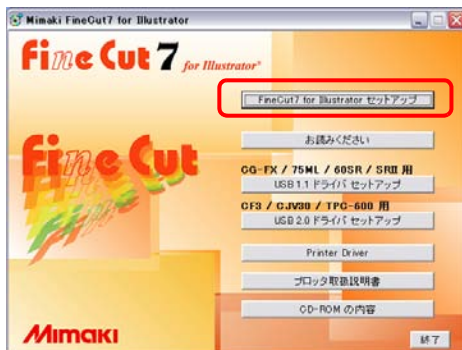 Mimaki FineCut7 for Illustrator
Fine Cut 7 for Illustrator®
FineCut7 for Illustrator セットアップ
お読みください
Fine Cut
CG-FX / 75ML / 60SR / SRⅡ 用
USB 1.1 ドライバ セットアップ
CF3 / CJV30 / TPC-600 用
USB 2.0 ドライバ セットアップ
Printer Driver
プロッタ取扱説明書
CD-ROM の内容
Mimaki
終了